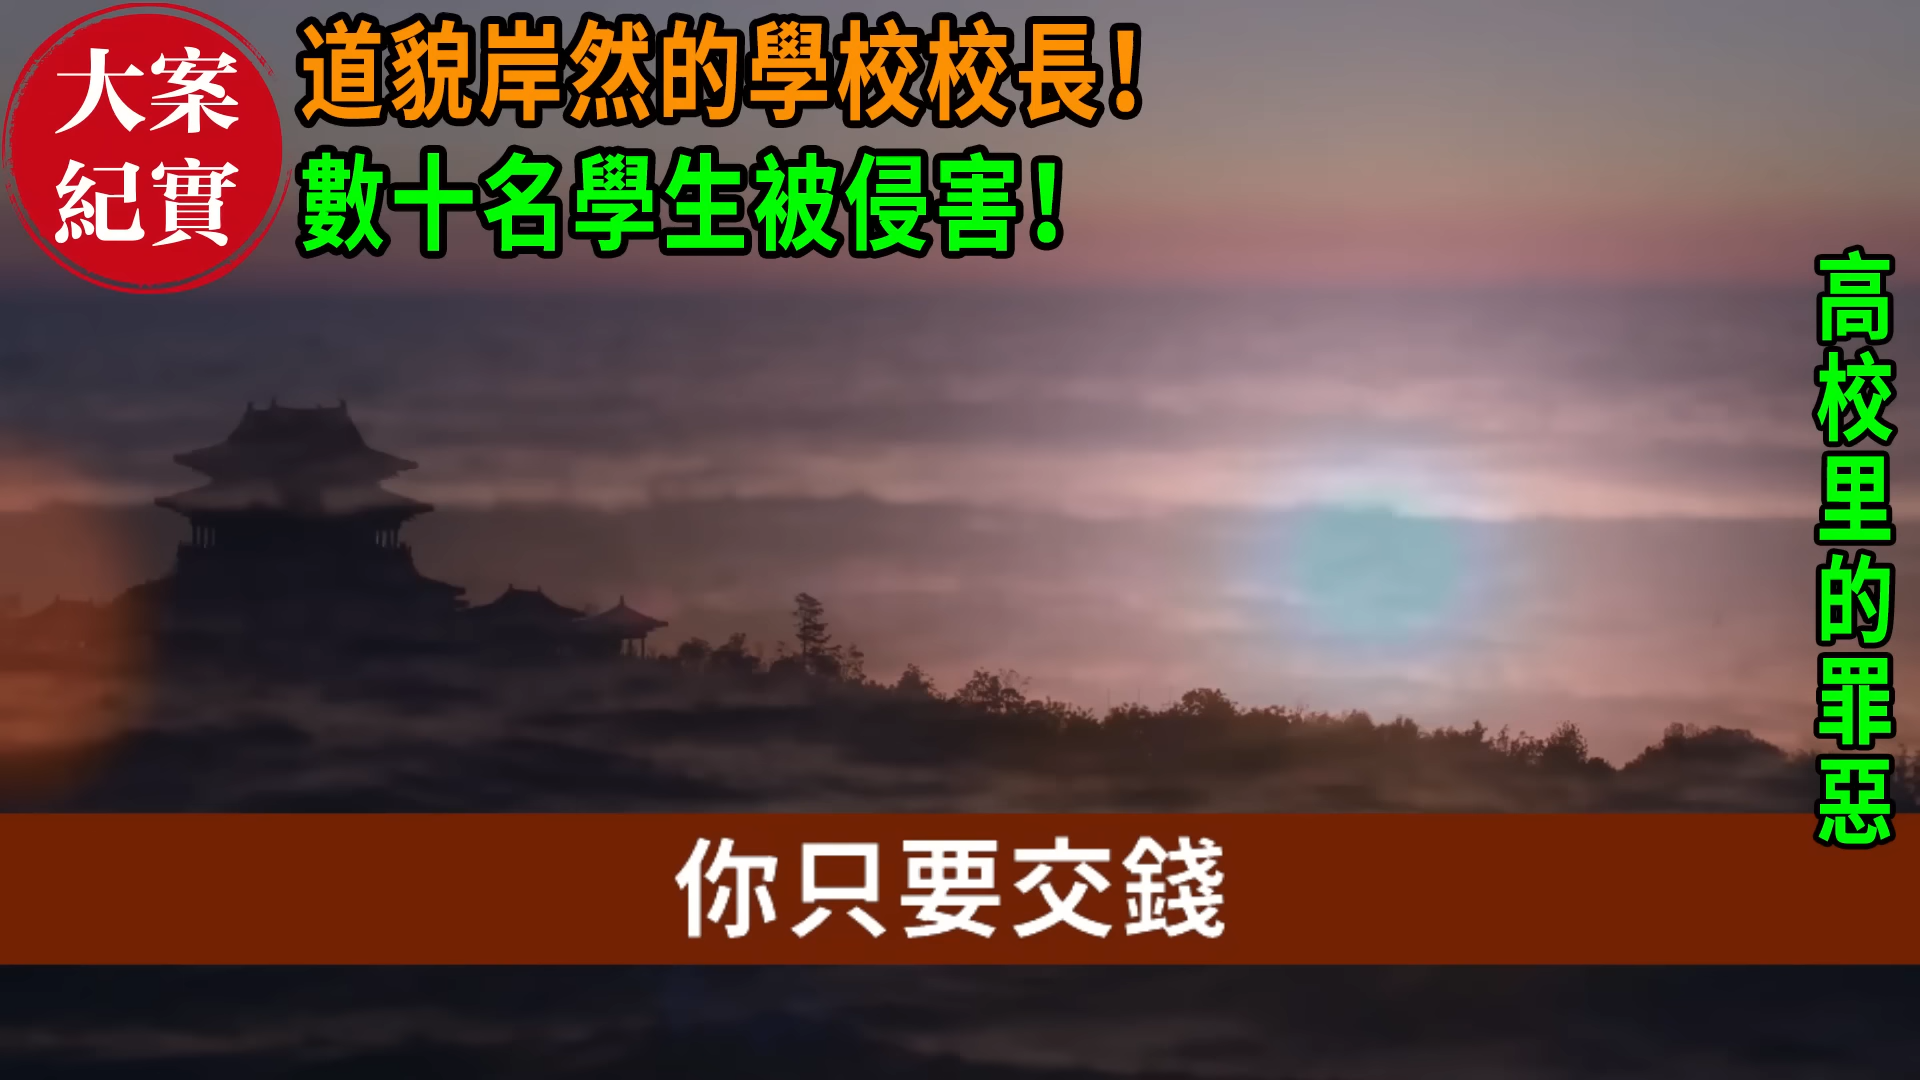 大案
紀實
道貌岸然的學校校長！
數十名學生被侵害！
高校里的罪惡
你只要交錢